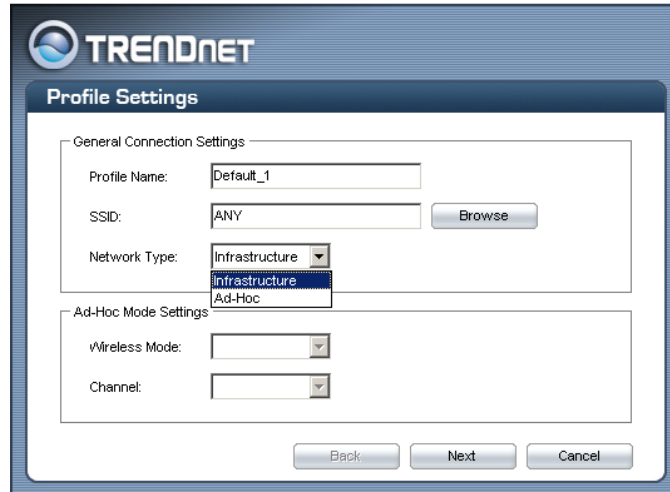 TRENDNET
Profile Settings
General Connection Settings
Profile Name: Default_1
SSID: ANY Browse
Network Type: Infrastructure
Infrastructure
Ad-Hoc
Ad-Hoc Mode Settings
Wireless Mode:
Channel:
Back Next Cancel